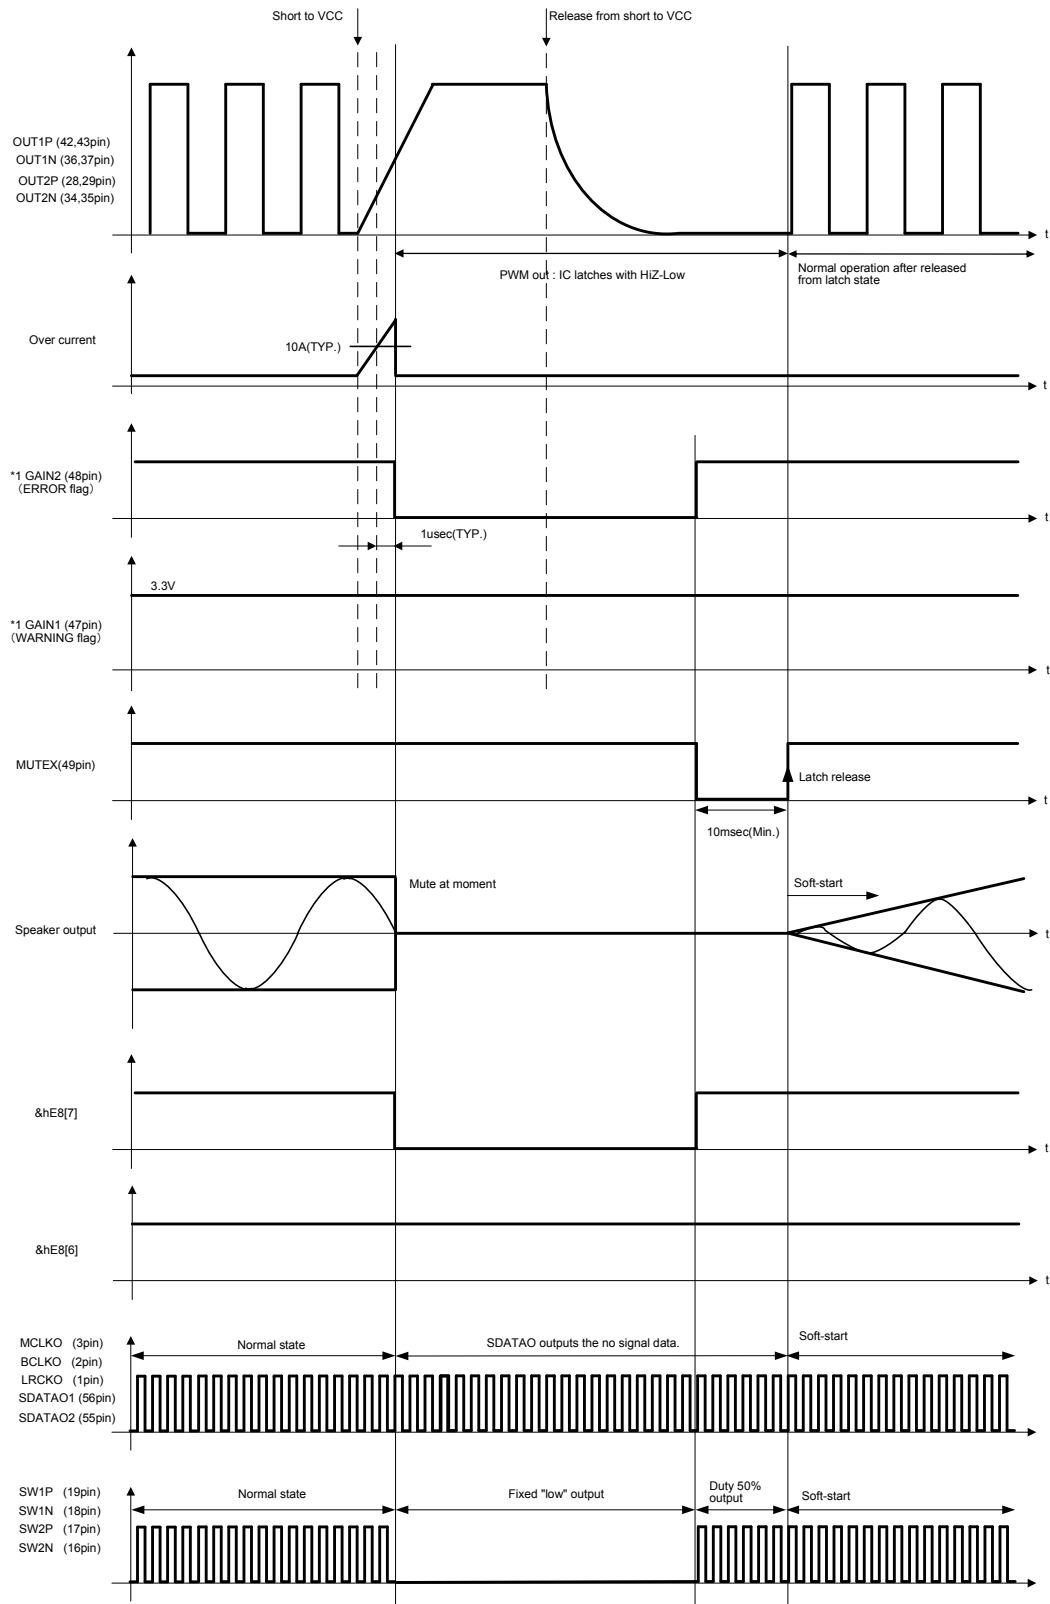 Short to VCC
Release from short to VCC
OUT1P (42,43pin)
OUT1N (36,37pin)
OUT2P (28,29pin)
OUT2N (34,35pin)
t
PWM out : IC latches with HiZ-Low
Normal operation after released
from latch state
Over current
10A(TYP.)
t
*1 GAIN2 (48pin)
(ERROR flag)
t
1usec(TYP.)
3.3V
*1 GAIN1 (47pin)
(WARNING flag)
t
MUTEX(49pin)
Latch release
t
10msec(Min.)
Mute at moment
Soft-start
Speaker output
t
&hE8[7]
t
&hE8[6]
t
MCLKO (3pin)
BCLKO (2pin)
LRCKO (1pin)
SDATAO1 (56pin)
SDATAO2 (55pin)
Normal state
SDATAO outputs the no signal data.
Soft-start
SW1P (19pin)
SW1N (18pin)
SW2P (17pin)
SW2N (16pin)
Normal state
Fixed "low" output
Duty 50%
output
Soft-start